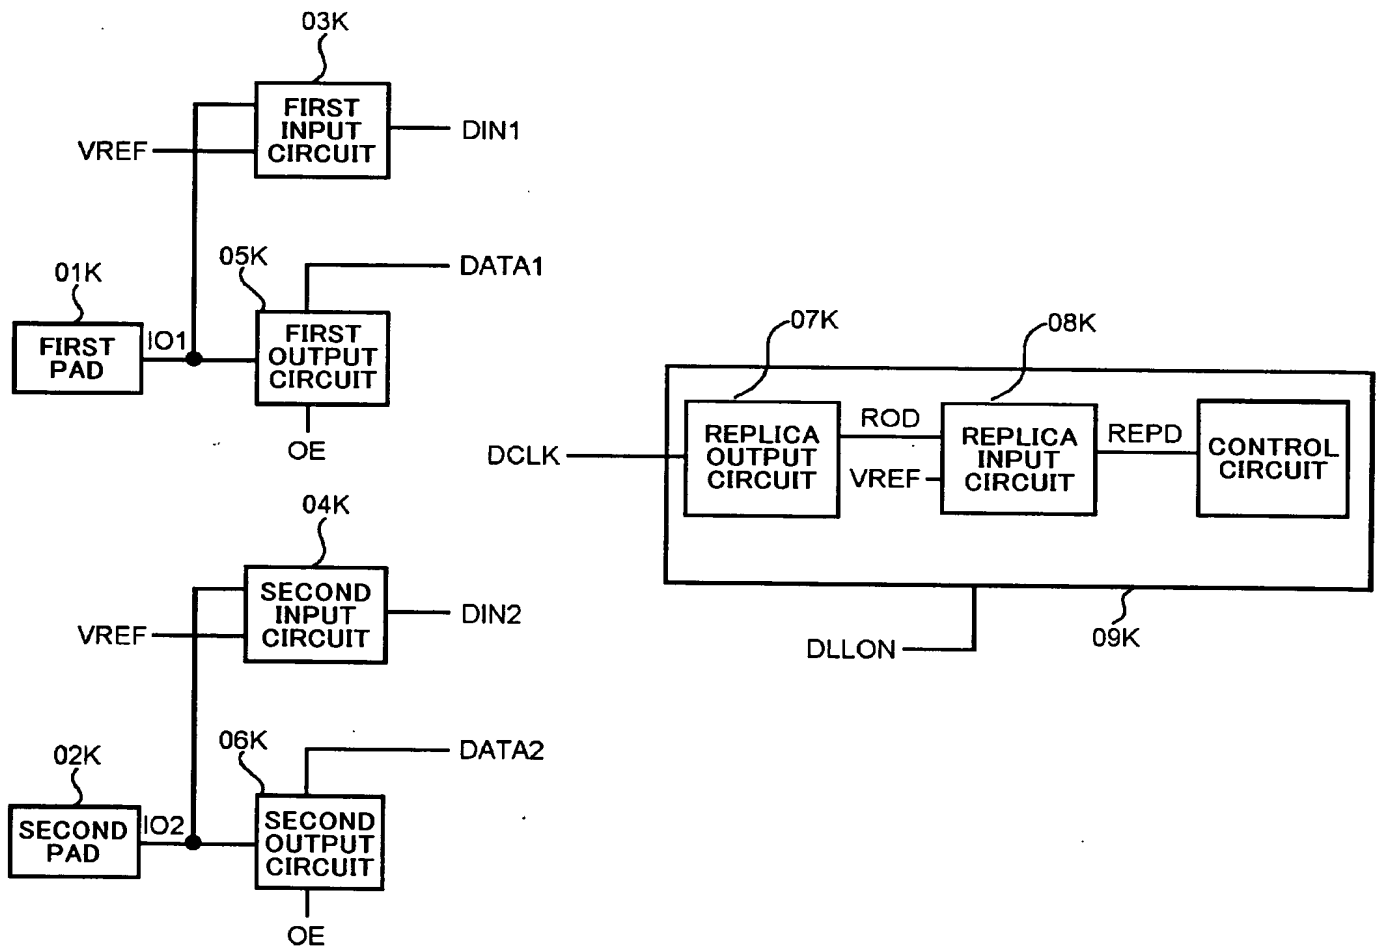 03K
FIRST
INPUT
CIRCUIT
DIN1
VREF
05K
DATA1
01K
FIRST
PAD
IO1
FIRST
OUTPUT
CIRCUIT
OE
04K
SECOND
INPUT
CIRCUIT
DIN2
VREF
06K
DATA2
02K
SECOND
PAD
IO2
SECOND
OUTPUT
CIRCUIT
OE
07K
08K
DCLK
REPLICA
OUTPUT
CIRCUIT
ROD
VREF
REPLICA
INPUT
CIRCUIT
REPD
CONTROL
CIRCUIT
DLLON
09K